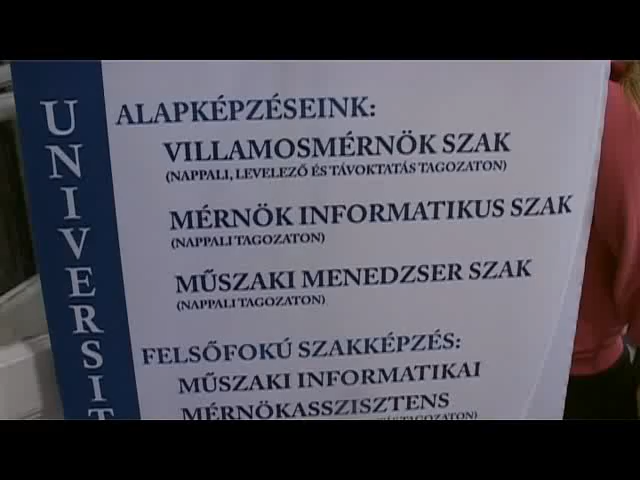 UNIVERSIT
ALAPKÉPZÉSEINK:
VILLAMOSMÉRNÖK SZAK
(NAPPALI, LEVELEZŐ ÉS TÁVOKTATÁS TAGOZATON)
MÉRNÖK INFORMATIKUS SZAK
(NAPPALI TAGOZATON)
MŰSZAKI MENEDZSER SZAK
(NAPPALI TAGOZATON)
FELSŐFOKÚ SZAKKÉPZÉS:
MŰSZAKI INFORMATIKAI
MÉRNÖKASSZISZTENS
TAGOZATON)